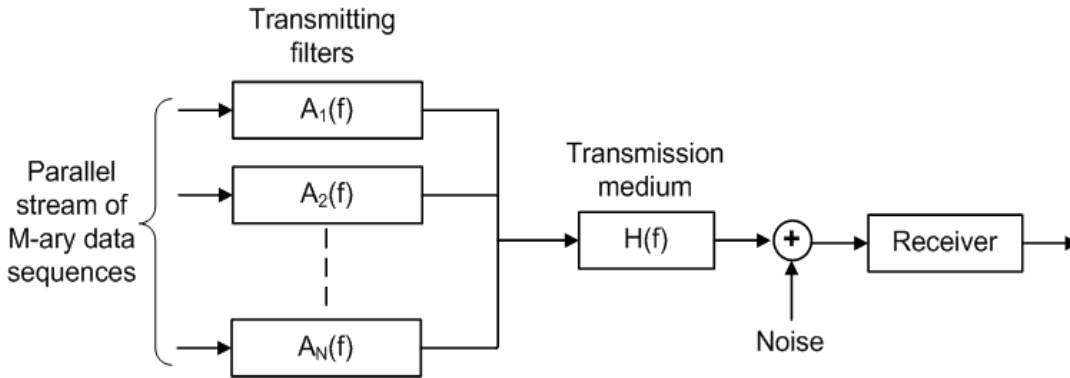 Transmitting
filters
A₁(f)
Parallel
stream of
M-ary data
sequences
A₂(f)
Transmission
medium
H(f)
+
Receiver
Noise
A_N(f)